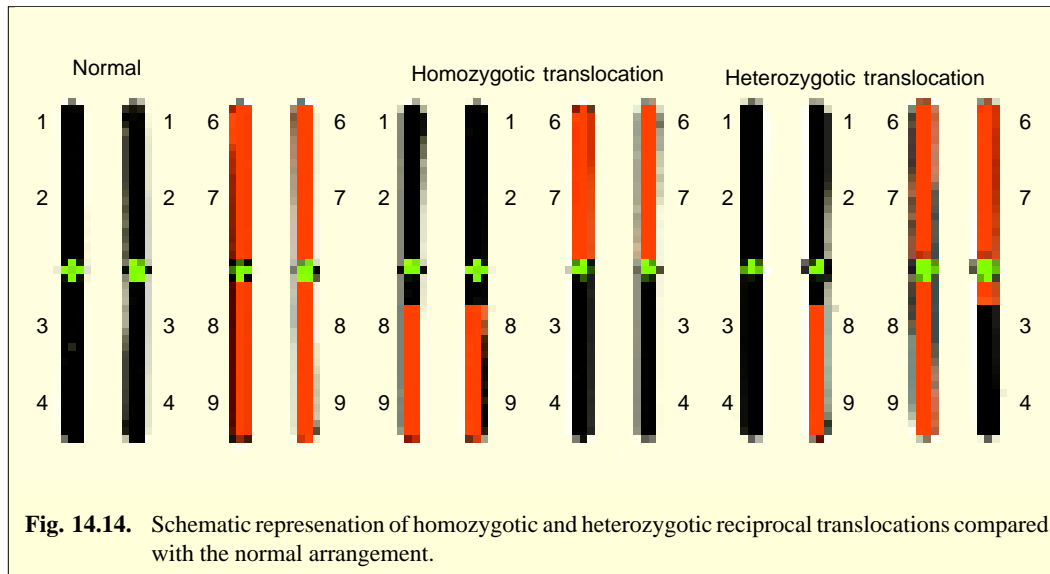 Normal
Homozygotic translocation
Heterozygotic translocation
1 1 6 6 1 1 6 6 1 1 6 6
2 2 7 7 2 2 7 7 2 2 7 7
3 3 8 8 8 8 3 3 3 8 8 3
4 4 9 9 9 9 4 4 4 9 9 4
Fig. 14.14. Schematic represenation of homozygotic and heterozygotic reciprocal translocations compared
with the normal arrangement.